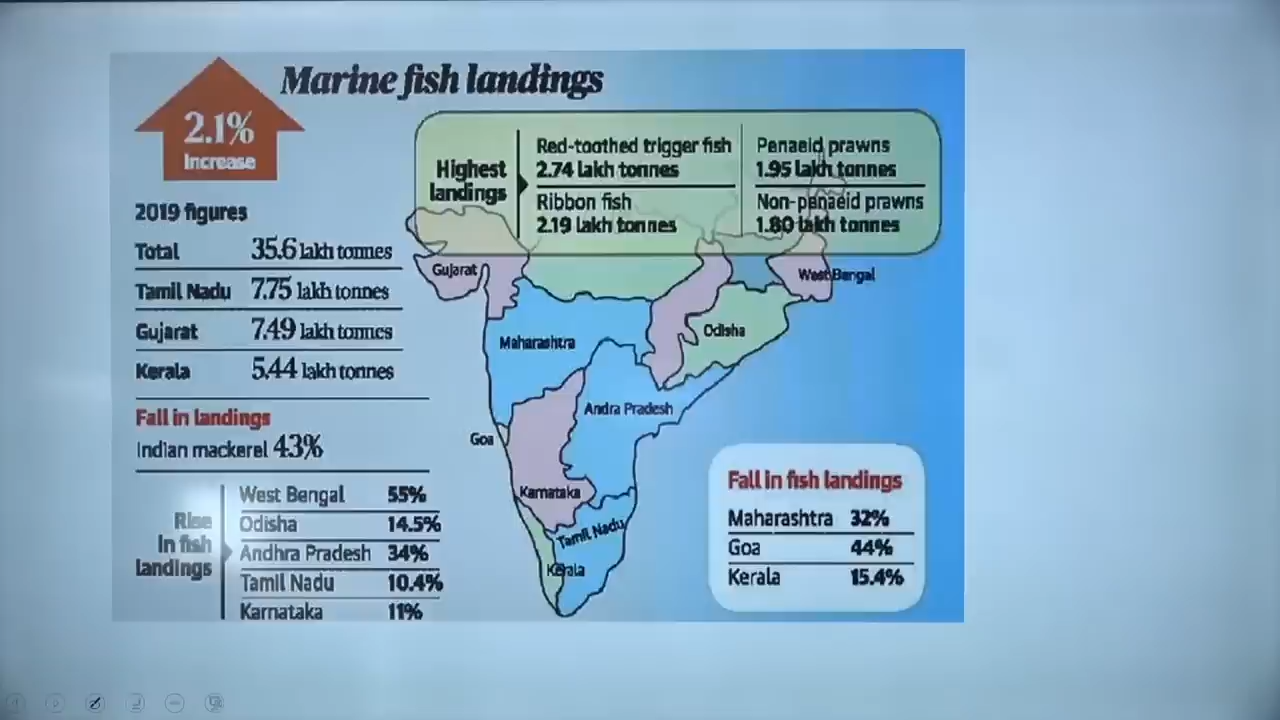 Marine fish landings
2.1%
Increase
2019 figures
Total 35.6 lakh tonnes
Tamil Nadu 7.75 lakh tonnes
Gujarat 7.49 lakh tonnes
Kerala 5.44 lakh tonnes
Fall in landings
Indian mackerel 43%
Rise
in fish
landings
West Bengal 55%
Odisha 14.5%
Andhra Pradesh 34%
Tamil Nadu 10.4%
Karnataka 11%
Highest
landings
Red-toothed trigger fish
2.74 lakh tonnes
Ribbon fish
2.19 lakh tonnes
Penaeid prawns
1.95 lakh tonnes
Non-penaeid prawns
1.80 lakh tonnes
Gujarat
West Bengal
Maharashtra
Odisha
Andra Pradesh
Goa
Karnataka
Tamil Nadu
Kerala
Fall in fish landings
Maharashtra 32%
Goa 44%
Kerala 15.4%